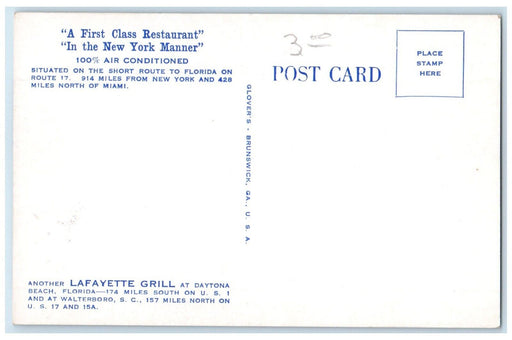 "A First Class Restaurant"
"In the New York Manner"
100% AIR CONDITIONED
SITUATED ON THE SHORT ROUTE TO FLORIDA ON
ROUTE 17. 914 MILES FROM NEW YORK AND 428
MILES NORTH OF MIAMI.
ANOTHER LAFAYETTE GRILL AT DAYTONA
BEACH, FLORIDA—174 MILES SOUTH ON U. S. 1
AND AT WALTERBORO, S. C., 157 MILES NORTH ON
U. S. 17 AND 15A.
GLOVER'S - BRUNSWICK, GA., U. S. A.
3 00
POST CARD
PLACE
STAMP
HERE